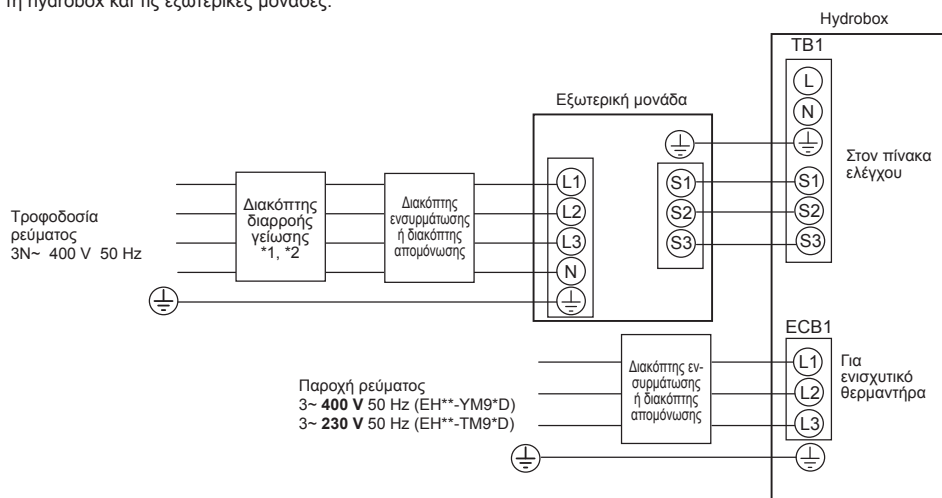 τη hydrobox και τις εξωτερικές μονάδες.
Hydrobox
TB1
L
N
Στον πίνακα
ελέγχου
S1
S2
S3
Εξωτερική μονάδα
L1
L2
L3
N
S1
S2
S3
Διακόπτης
διαρροής
γείωσης
*1, *2
Διακόπτης
ενσυρμάτωσης
ή διακόπτης
απομόνωσης
Τροφοδοσία
ρεύματος
3N~ 400 V 50 Hz
ECB1
L1
L2
L3
Για
ενισχυτικό
θερμαντήρα
Διακόπτης εν-
συρμάτωσης
ή διακόπτης
απομόνωσης
Παροχή ρεύματος
3~ 400 V 50 Hz (EH**-YM9*D)
3~ 230 V 50 Hz (EH**-TM9*D)